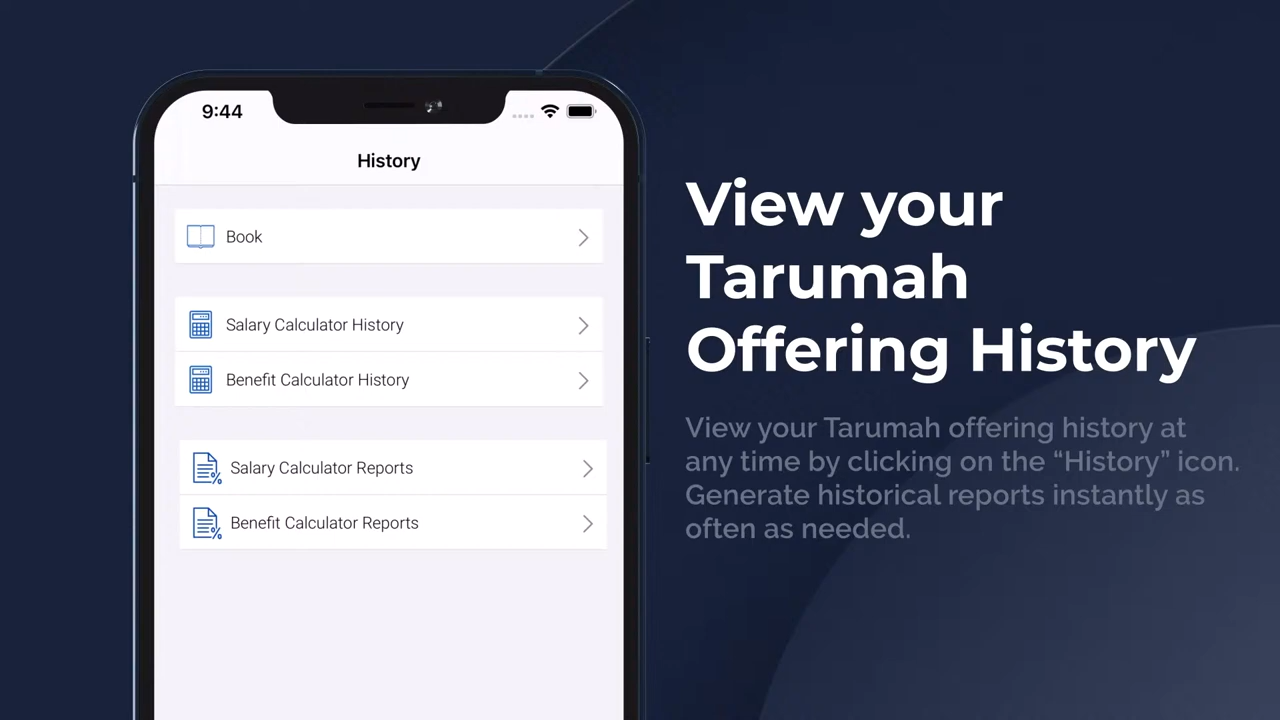 9:44
History
Book
Salary Calculator History
Benefit Calculator History
Salary Calculator Reports
Benefit Calculator Reports
View your
Tarumah
Offering History
View your Tarumah offering history at
any time by clicking on the “History” icon.
Generate historical reports instantly as
often as needed.